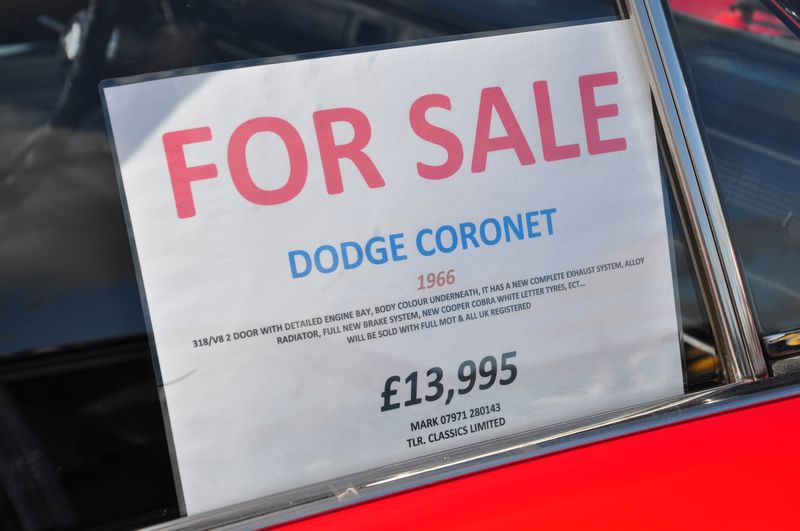 FOR SALE
DODGE CORONET
1966
318/V8 2 DOOR WITH DETAILED ENGINE BAY, BODY COLOUR UNDERNEATH, IT HAS A NEW COMPLETE EXHAUST SYSTEM, ALLOY
RADIATOR, FULL NEW BRAKE SYSTEM, NEW COOPER COBRA WHITE LETTER TYRES, ECT...
WILL BE SOLD WITH FULL MOT & ALL UK REGISTERED
£13,995
MARK 07971 280143
TLR. CLASSICS LIMITED